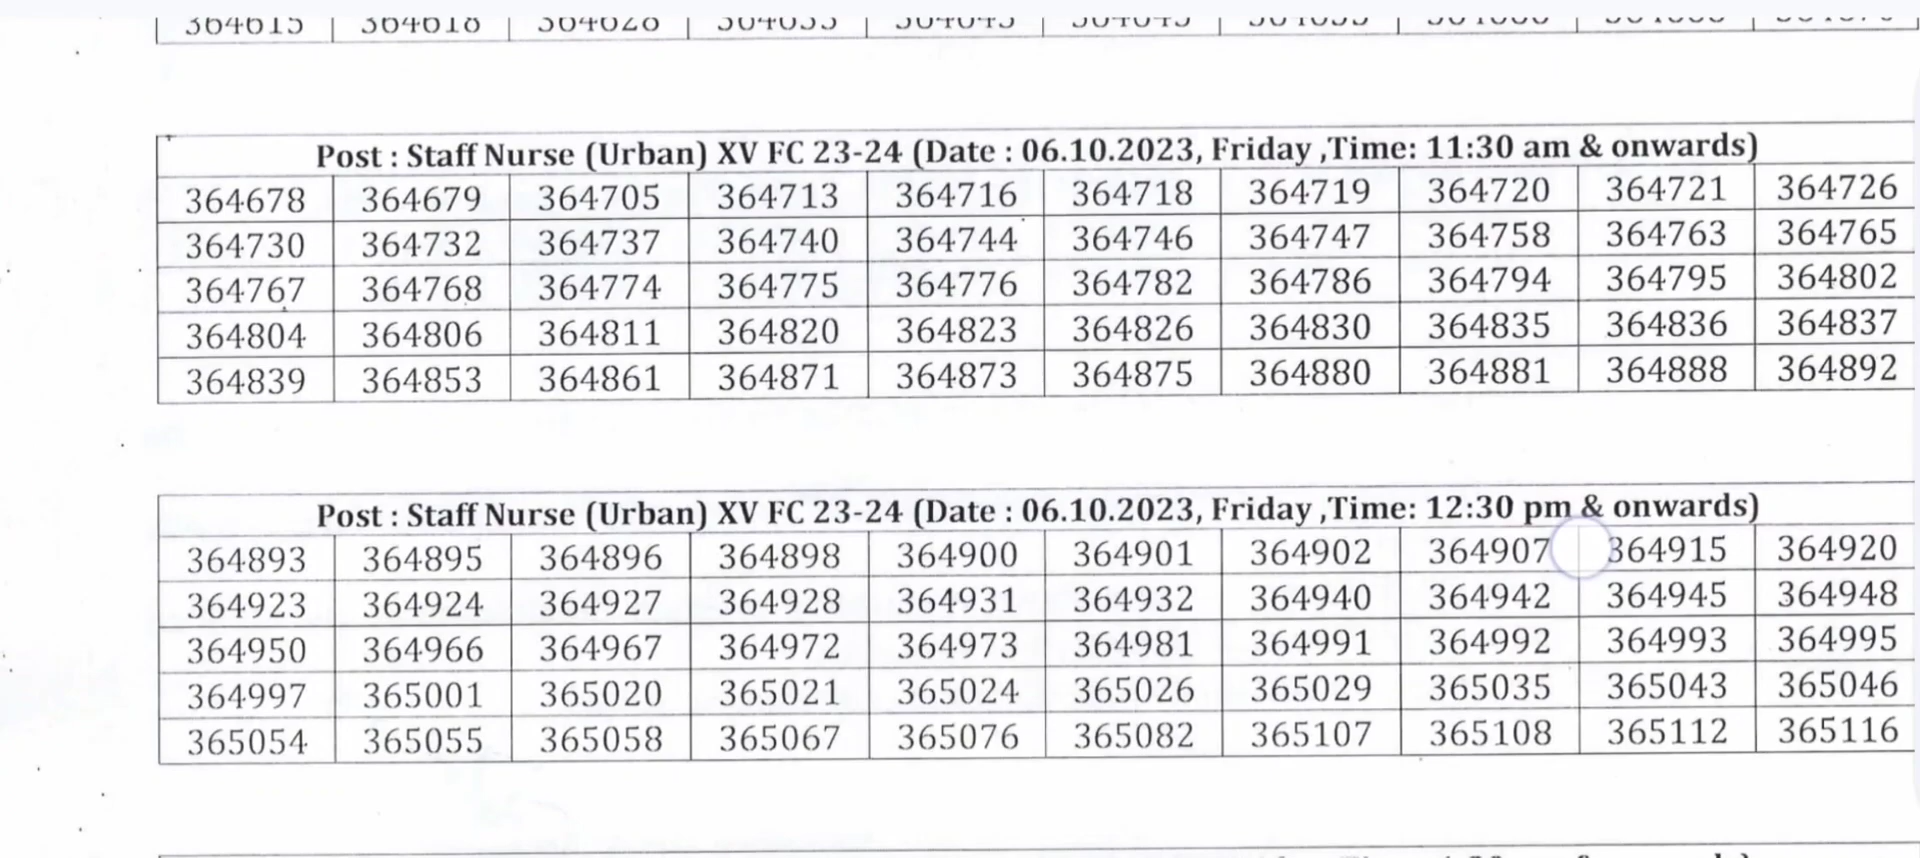 364615 364618 364628
Post : Staff Nurse (Urban) XV FC 23-24 (Date : 06.10.2023, Friday ,Time: 11:30 am & onwards)
364678 364679 364705 364713 364716 364718 364719 364720 364721 364726
364730 364732 364737 364740 364744 364746 364747 364758 364763 364765
364767 364768 364774 364775 364776 364782 364786 364794 364795 364802
364804 364806 364811 364820 364823 364826 364830 364835 364836 364837
364839 364853 364861 364871 364873 364875 364880 364881 364888 364892
Post : Staff Nurse (Urban) XV FC 23-24 (Date : 06.10.2023, Friday ,Time: 12:30 pm & onwards)
364893 364895 364896 364898 364900 364901 364902 364907 364915 364920
364923 364924 364927 364928 364931 364932 364940 364942 364945 364948
364950 364966 364967 364972 364973 364981 364991 364992 364993 364995
364997 365001 365020 365021 365024 365026 365029 365035 365043 365046
365054 365055 365058 365067 365076 365082 365107 365108 365112 365116